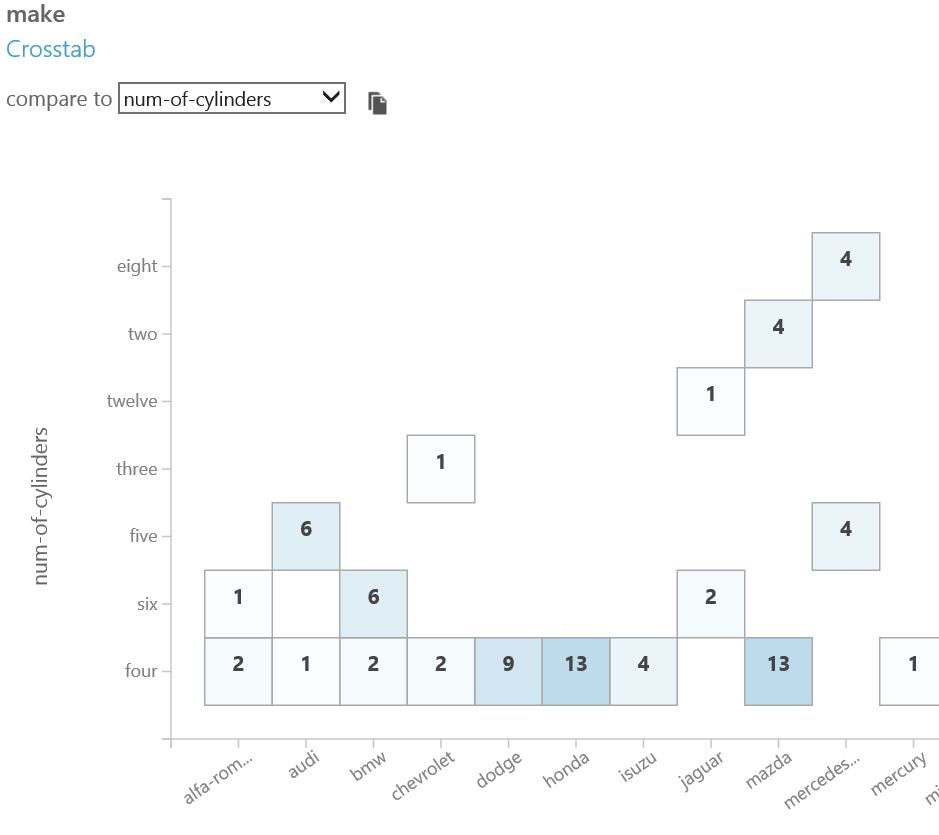 make
Crosstab
compare to num-of-cylinders
eight 4
two 4
twelve 1
three 1
five 6 4
six 1 6 2
four 2 1 2 2 9 13 4 13 1
num-of-cylinders
alfa-rom... audi bmw chevrolet dodge honda isuzu jaguar mazda mercedes... mercury